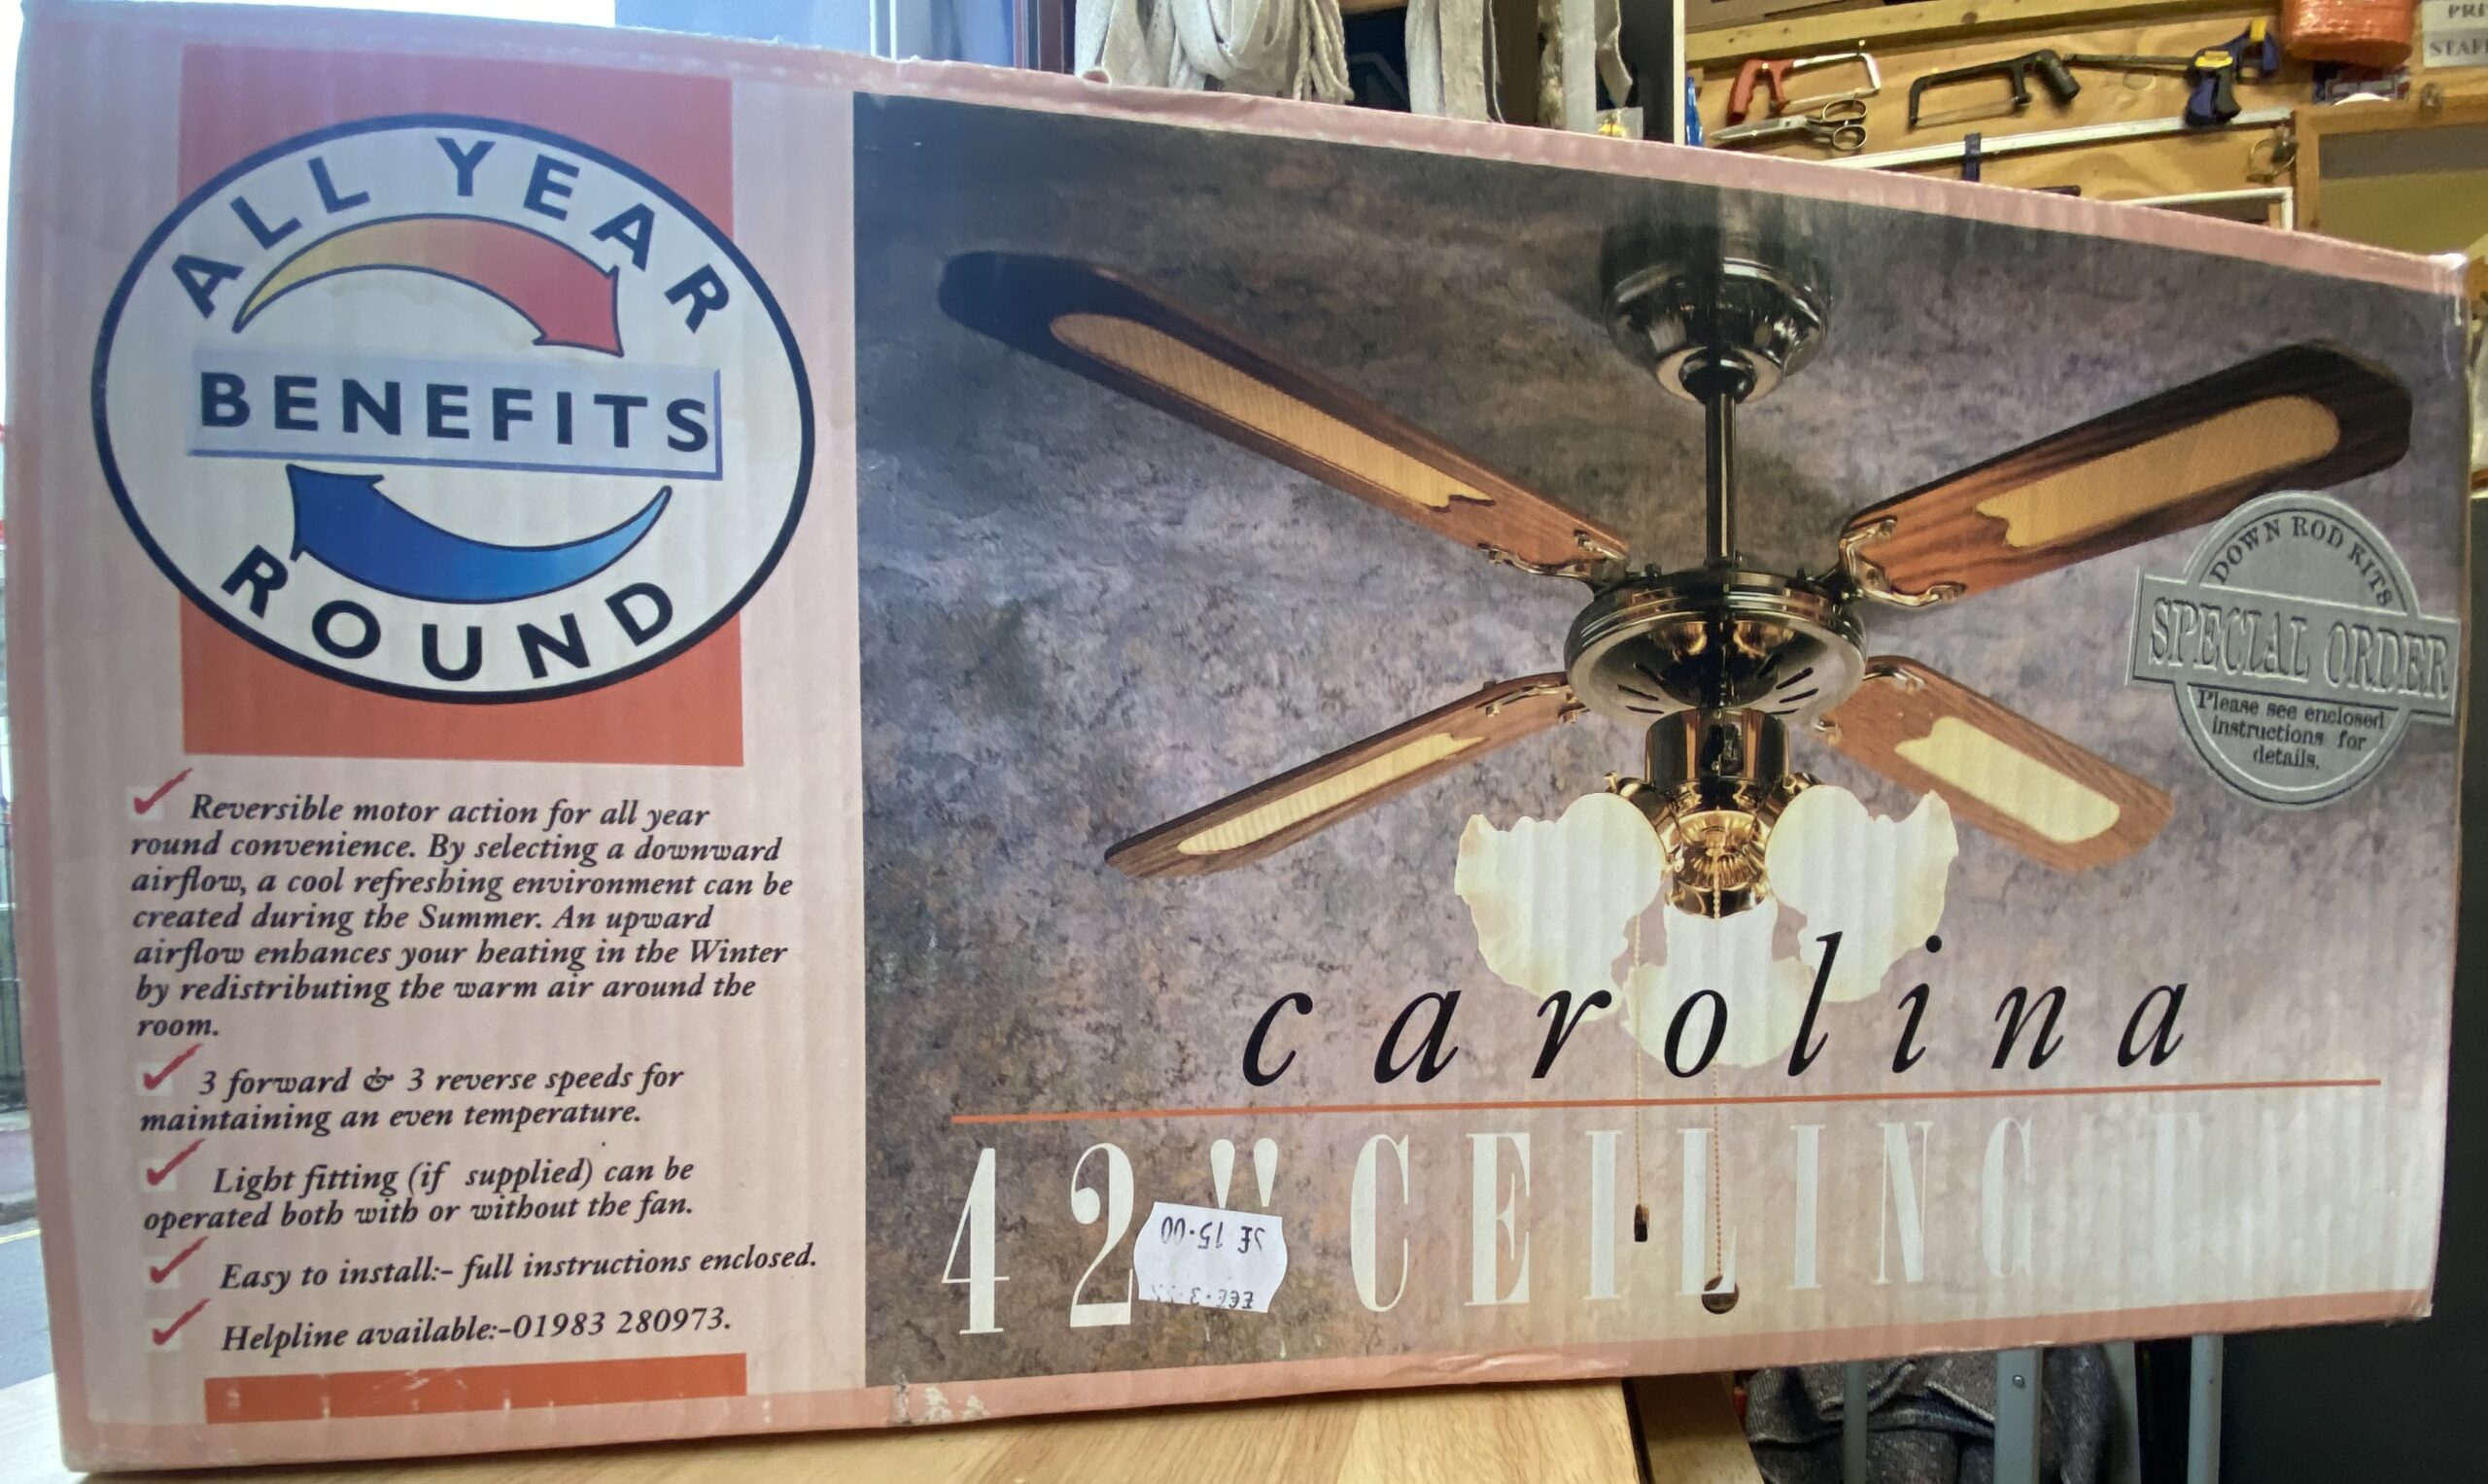 ALL YEAR
BENEFITS
ROUND
Reversible motor action for all year
round convenience. By selecting a downward
airflow, a cool refreshing environment can be
created during the Summer. An upward
airflow enhances your heating in the Winter
by redistributing the warm air around the
room.
3 forward & 3 reverse speeds for
maintaining an even temperature.
Light fitting (if supplied) can be
operated both with or without the fan.
Easy to install:- full instructions enclosed.
Helpline available:-01983 280973.
DOWN ROD KITS
SPECIAL ORDER
Please see enclosed
instructions for
details.
carolina
42" CEILING
£15.00
PRI
STAF